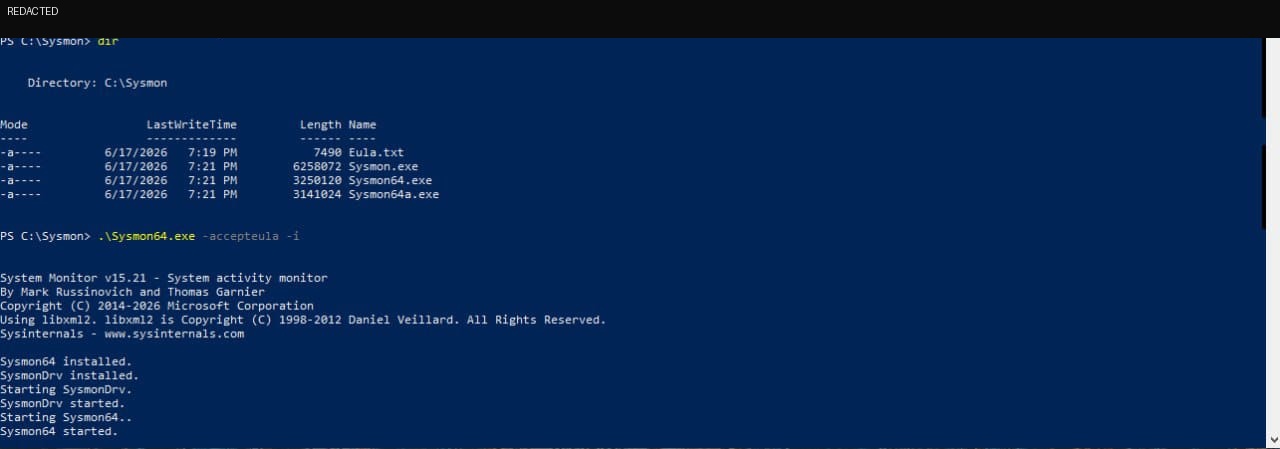 REDACTED
PS C:\Sysmon> dir
Directory: C:\Sysmon
Mode                 LastWriteTime         Length Name
----                 -------------         ------ ----
-a----         6/17/2026   7:19 PM           7490 Eula.txt
-a----         6/17/2026   7:21 PM        6258072 Sysmon.exe
-a----         6/17/2026   7:21 PM        3250120 Sysmon64.exe
-a----         6/17/2026   7:21 PM        3141024 Sysmon64a.exe
PS C:\Sysmon> .\Sysmon64.exe -accepteula -i
System Monitor v15.21 - System activity monitor
By Mark Russinovich and Thomas Garnier
Copyright (C) 2014-2026 Microsoft Corporation
Using libxml2. libxml2 is Copyright (C) 1998-2012 Daniel Veillard. All Rights Reserved.
Sysinternals - www.sysinternals.com
Sysmon64 installed.
SysmonDrv installed.
Starting SysmonDrv.
SysmonDrv started.
Starting Sysmon64..
Sysmon64 started.